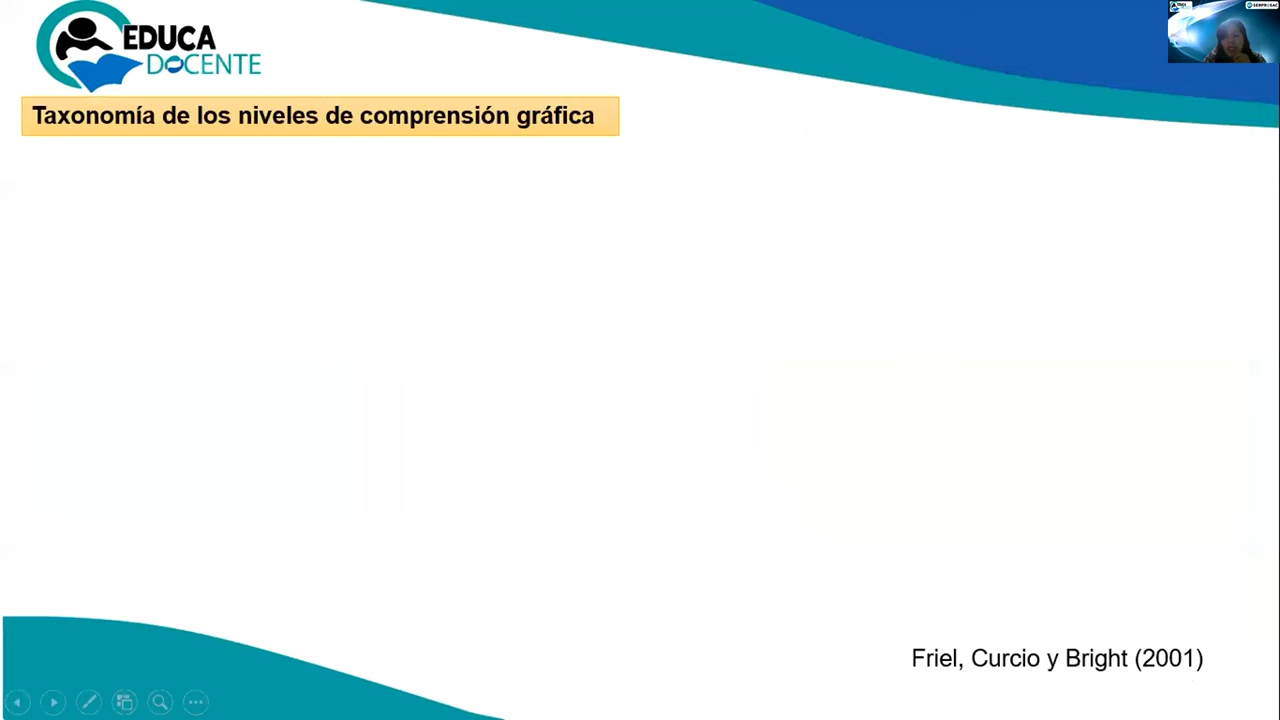 EDUCA
DOCENTE
Taxonomía de los niveles de comprensión gráfica
Friel, Curcio y Bright (2001)